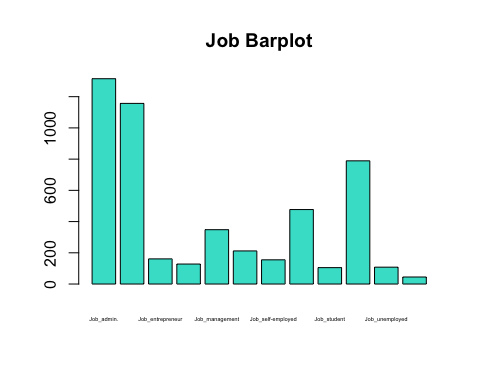 Job Barplot
1000
600
200
0
Job_admin. Job_entrepreneur Job_management Job_self-employed Job_student Job_unemployed